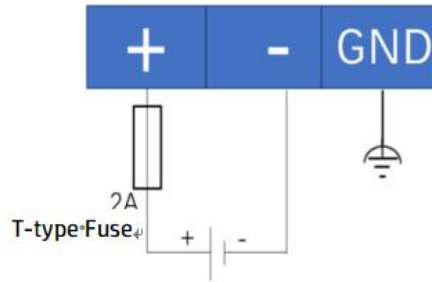 + - GND
2A
T-type Fuse
+ -